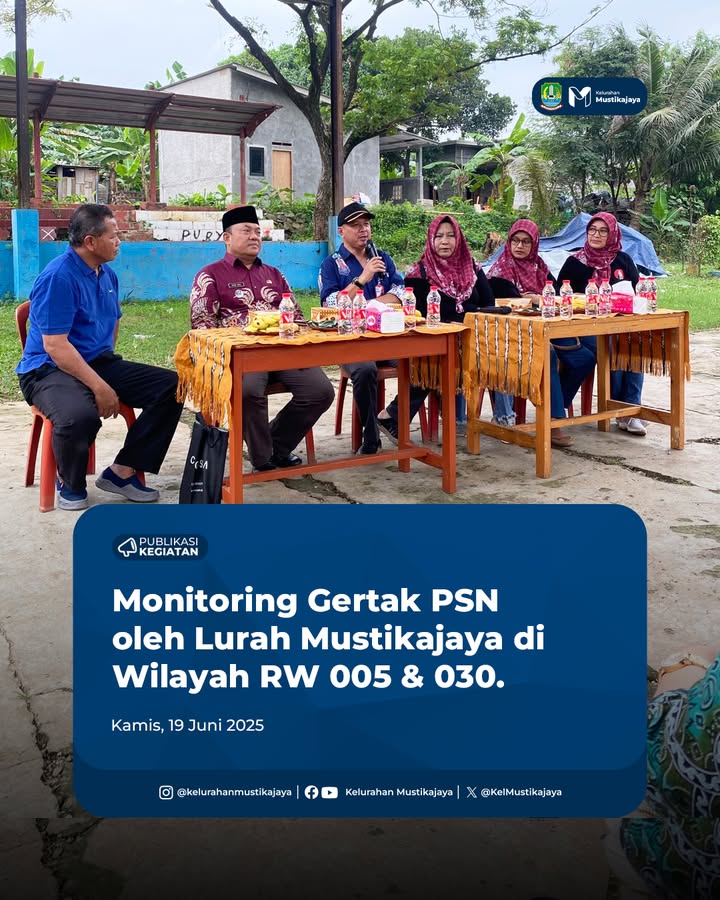 Kelurahan
Mustikajaya
PUBLIKASI
KEGIATAN
Monitoring Gertak PSN
oleh Lurah Mustikajaya di
Wilayah RW 005 & 030.
Kamis, 19 Juni 2025
@kelurahanmustikajaya | Kelurahan Mustikajaya | @KelMustikajaya